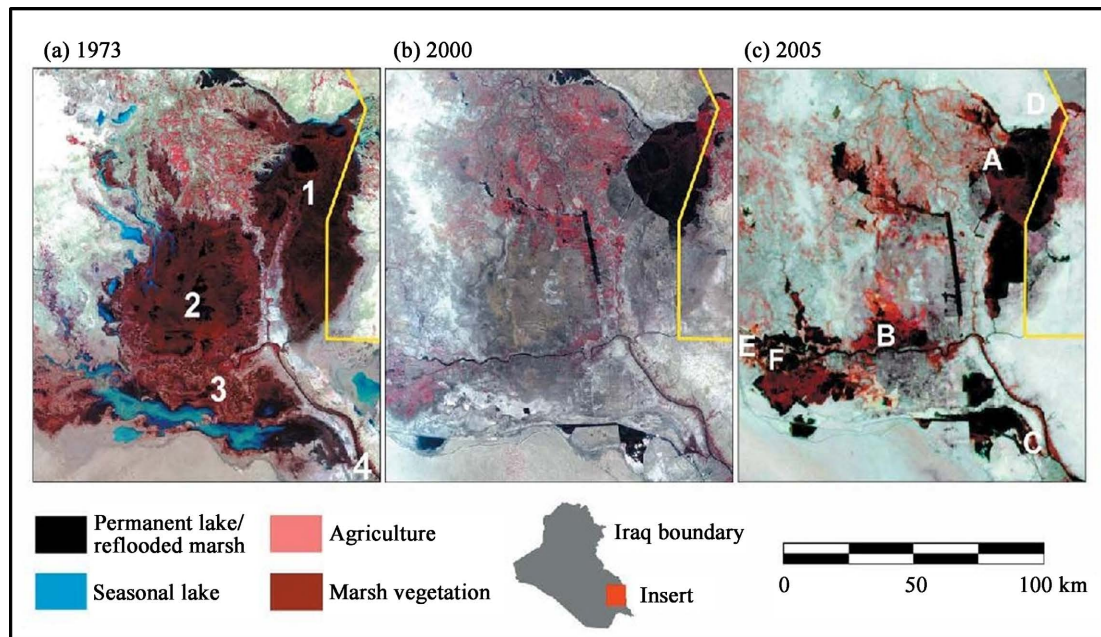 (a) 1973
(b) 2000
(c) 2005
1
2
3
4
D
A
B
E
F
C
Permanent lake/
reflooded marsh
Agriculture
Iraq boundary
Seasonal lake
Marsh vegetation
Insert
0
50
100 km